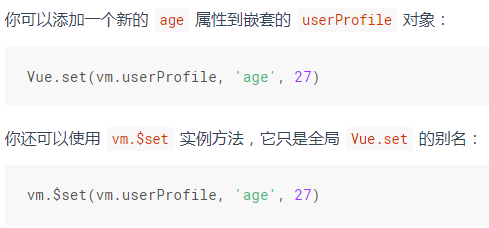 你可以添加一个新的 age 属性到嵌套的 userProfile 对象：
Vue.set(vm.userProfile, 'age', 27)
你还可以使用 vm.$set 实例方法，它只是全局 Vue.set 的别名：
vm.$set(vm.userProfile, 'age', 27)